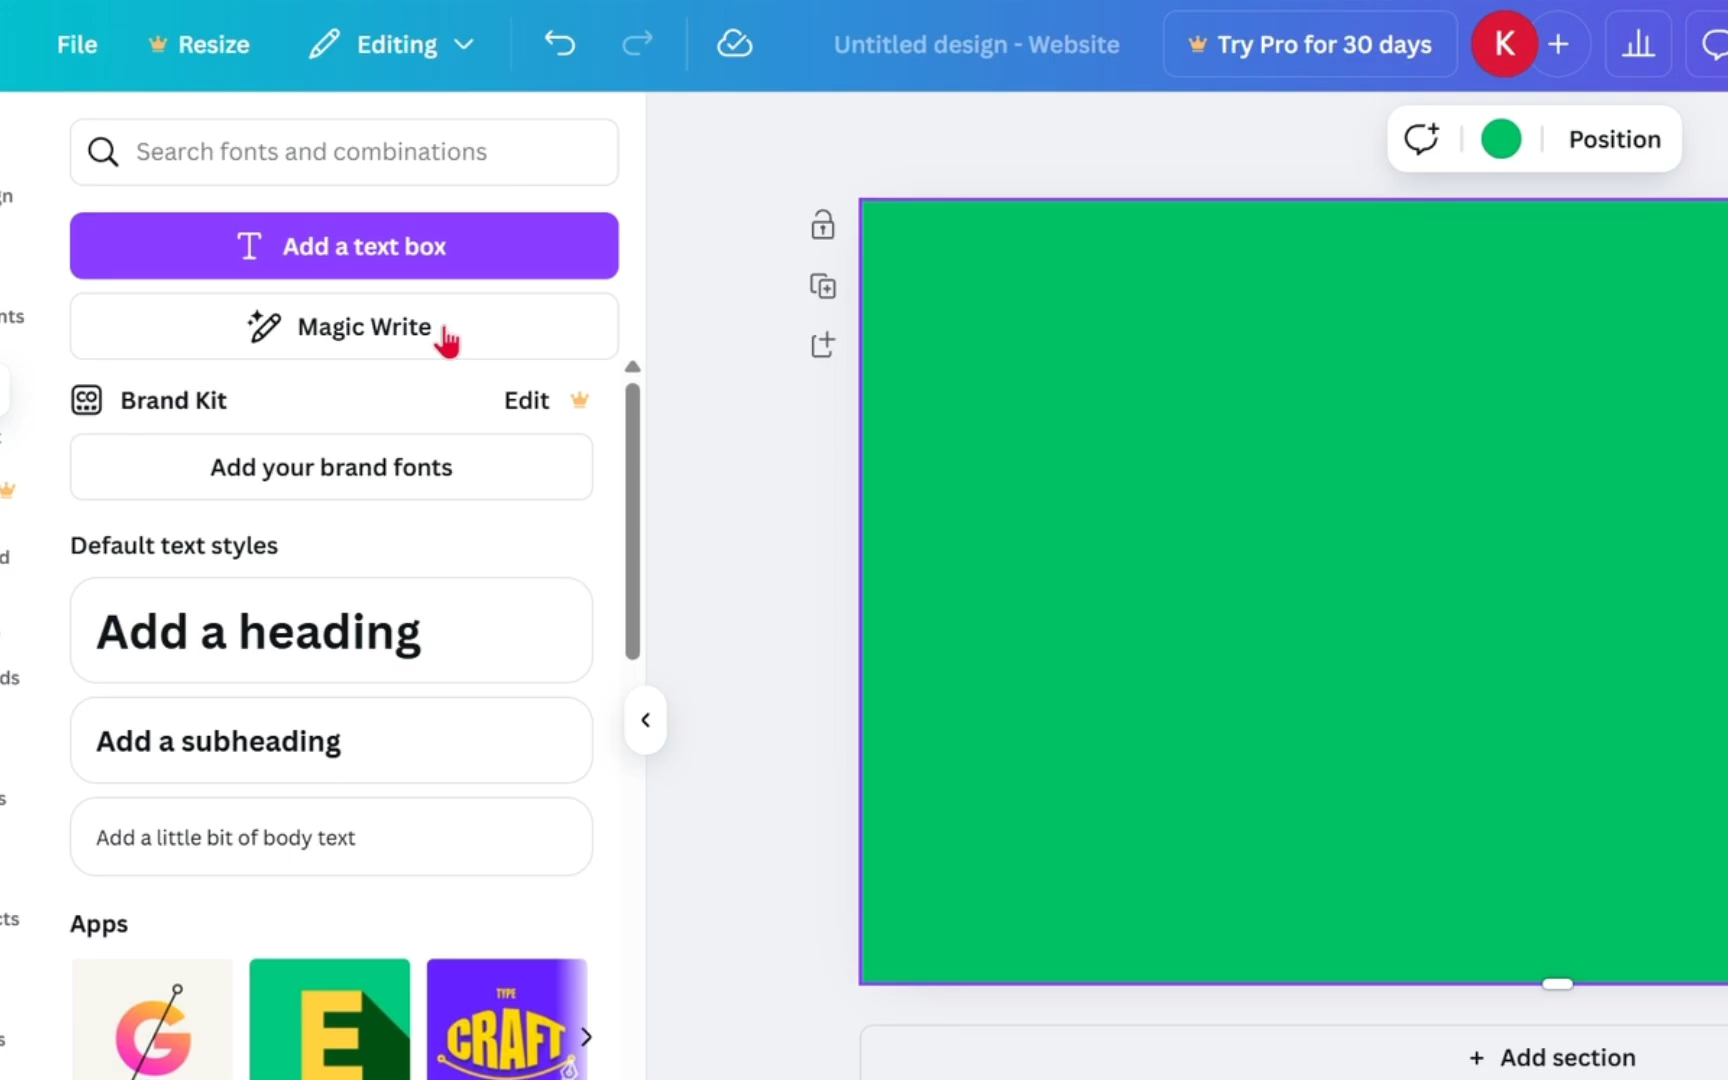 File
Resize
Editing
Untitled design - Website
Try Pro for 30 days
K
Search fonts and combinations
Position
Add a text box
Magic Write
Brand Kit
Edit
Add your brand fonts
Default text styles
Add a heading
Add a subheading
Add a little bit of body text
Apps
G
E
TYPE
CRAFT
+ Add section